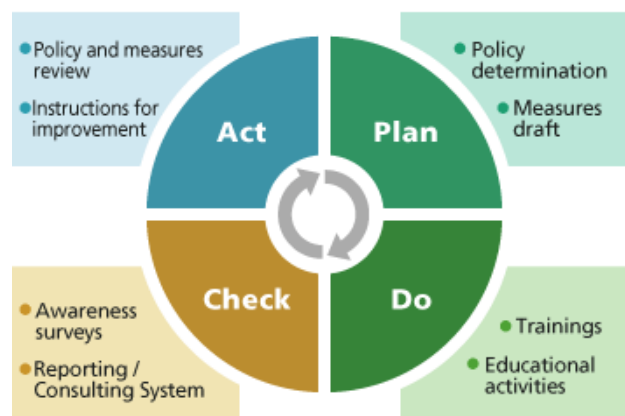 • Policy and measures
review
• Instructions for
improvement
Act
Plan
• Policy
determination
• Measures
draft
Check
Do
• Awareness
surveys
• Reporting /
Consulting System
• Trainings
• Educational
activities